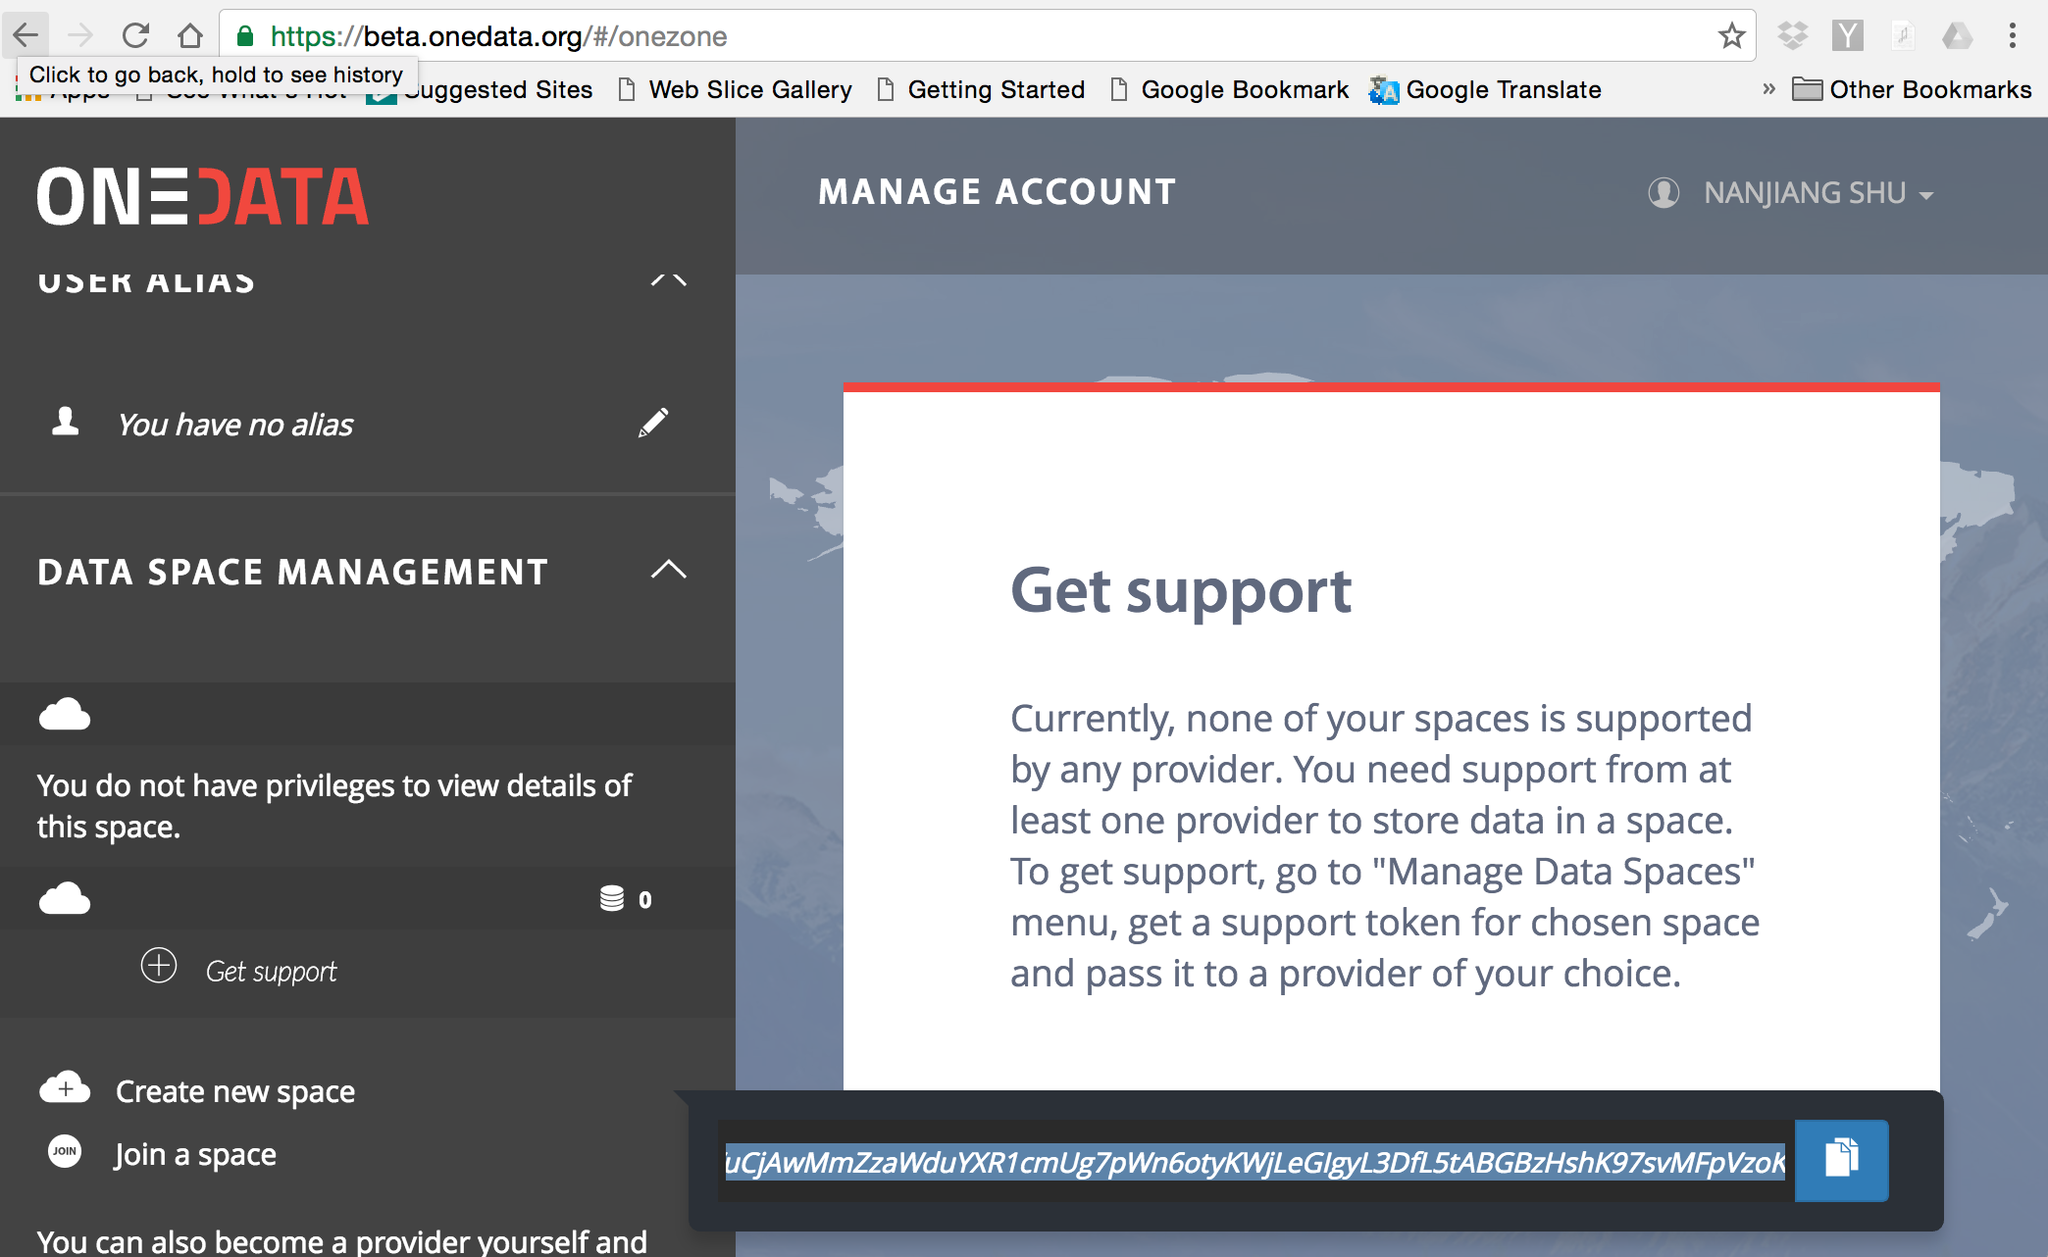 https://beta.onedata.org/#/onezone
Click to go back, hold to see history
Suggested Sites
Web Slice Gallery
Getting Started
Google Bookmark
Google Translate
»
Other Bookmarks
ONEDATA
MANAGE ACCOUNT
NANJIANG SHU
USER ALIAS
You have no alias
DATA SPACE MANAGEMENT
You do not have privileges to view details of
this space.
0
Get support
Create new space
JOIN
Join a space
You can also become a provider yourself and
Get support
Currently, none of your spaces is supported
by any provider. You need support from at
least one provider to store data in a space.
To get support, go to "Manage Data Spaces"
menu, get a support token for chosen space
and pass it to a provider of your choice.
uCjAwMmZzaWduYXR1cmUg7pWn6otyKWjLeGIgyL3DfL5tABGBzHshK97svMFpVzoK